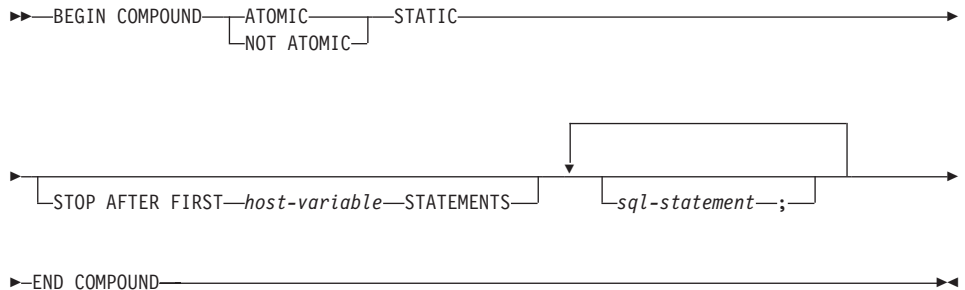 BEGIN COMPOUND ATOMIC STATIC
NOT ATOMIC
STOP AFTER FIRST host-variable STATEMENTS sql-statement ;
END COMPOUND